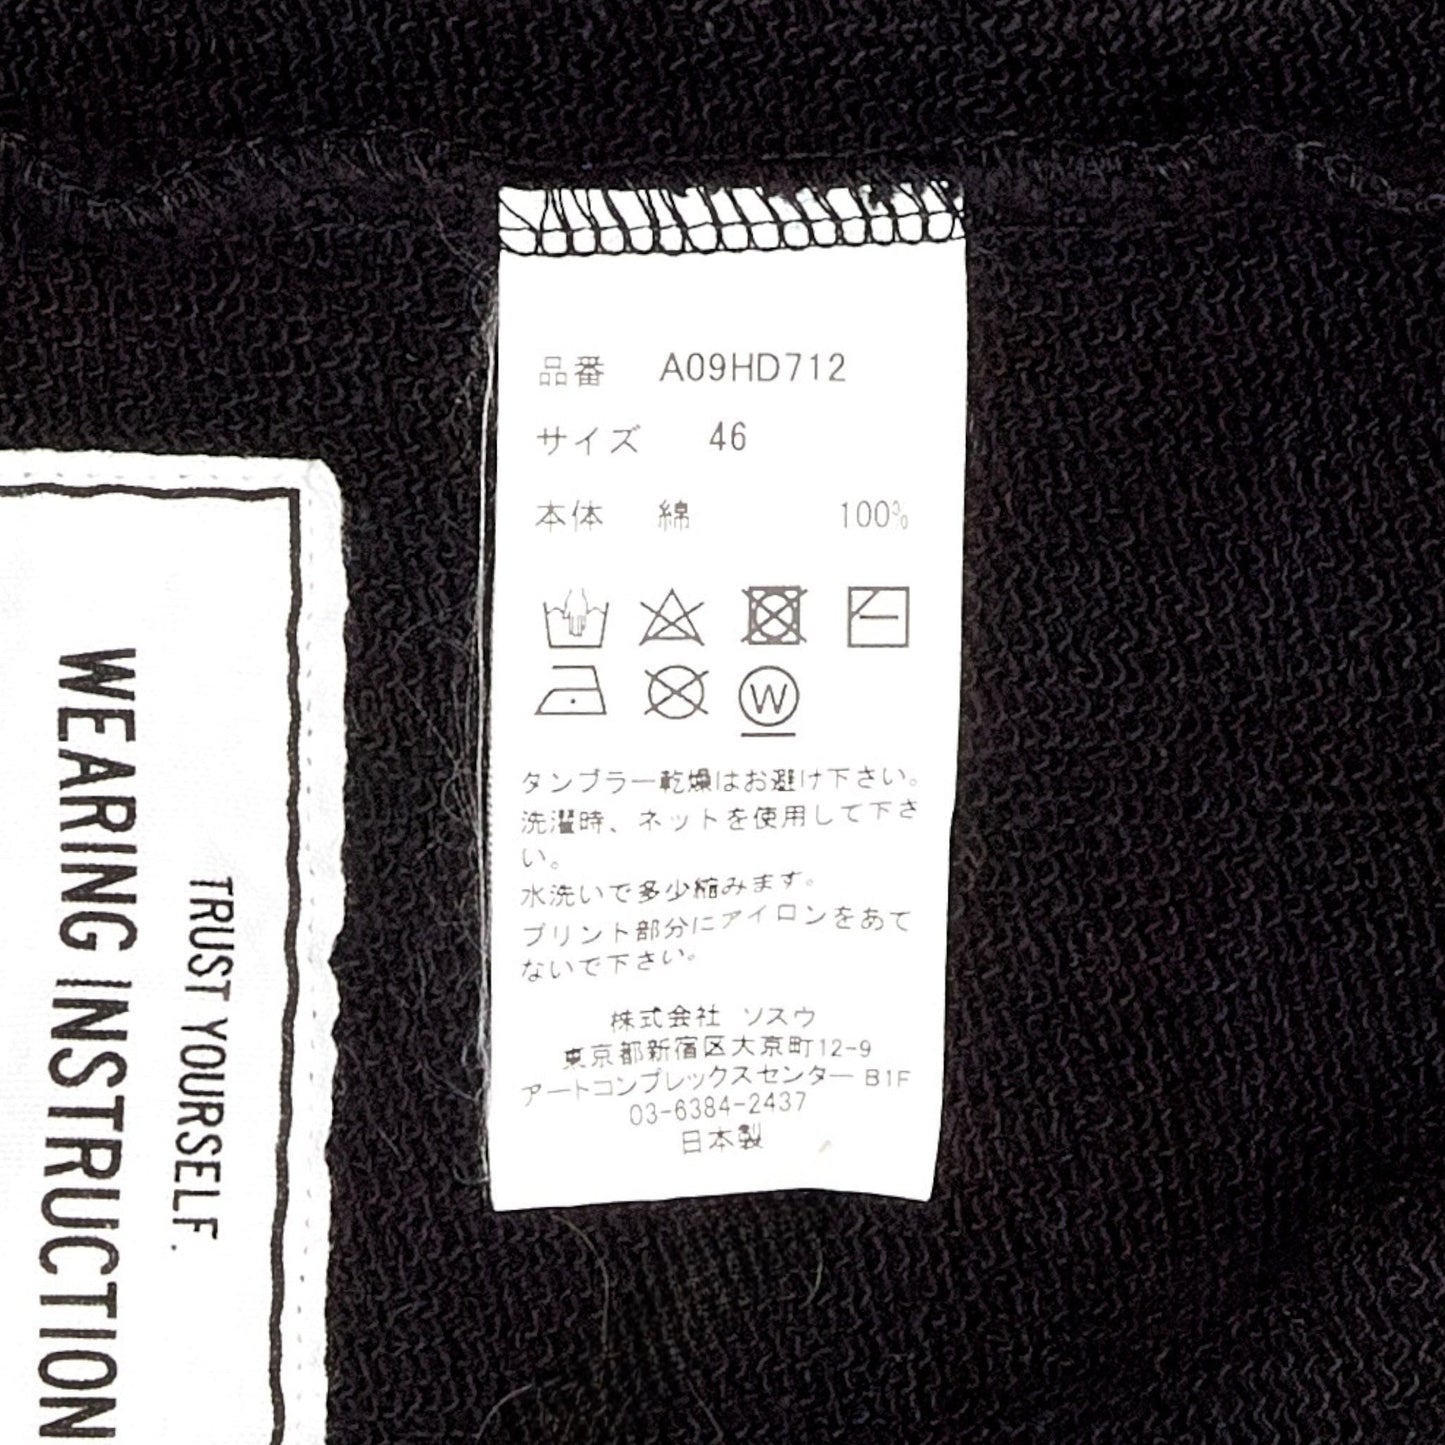 品番 A09HD712
サイズ 46
本体 綿 100%
W
タンブラー乾燥はお避け下さい。
洗濯時、ネットを使用して下さ
い。
水洗いで多少縮みます。
プリント部分にアイロンをあて
ないで下さい。
株式会社 ソスウ
東京都新宿区大京町12-9
アートコンプレックスセンター B1F
03-6384-2437
日本製
WEARING INSTRUCTION
TRUST YOURSELF.